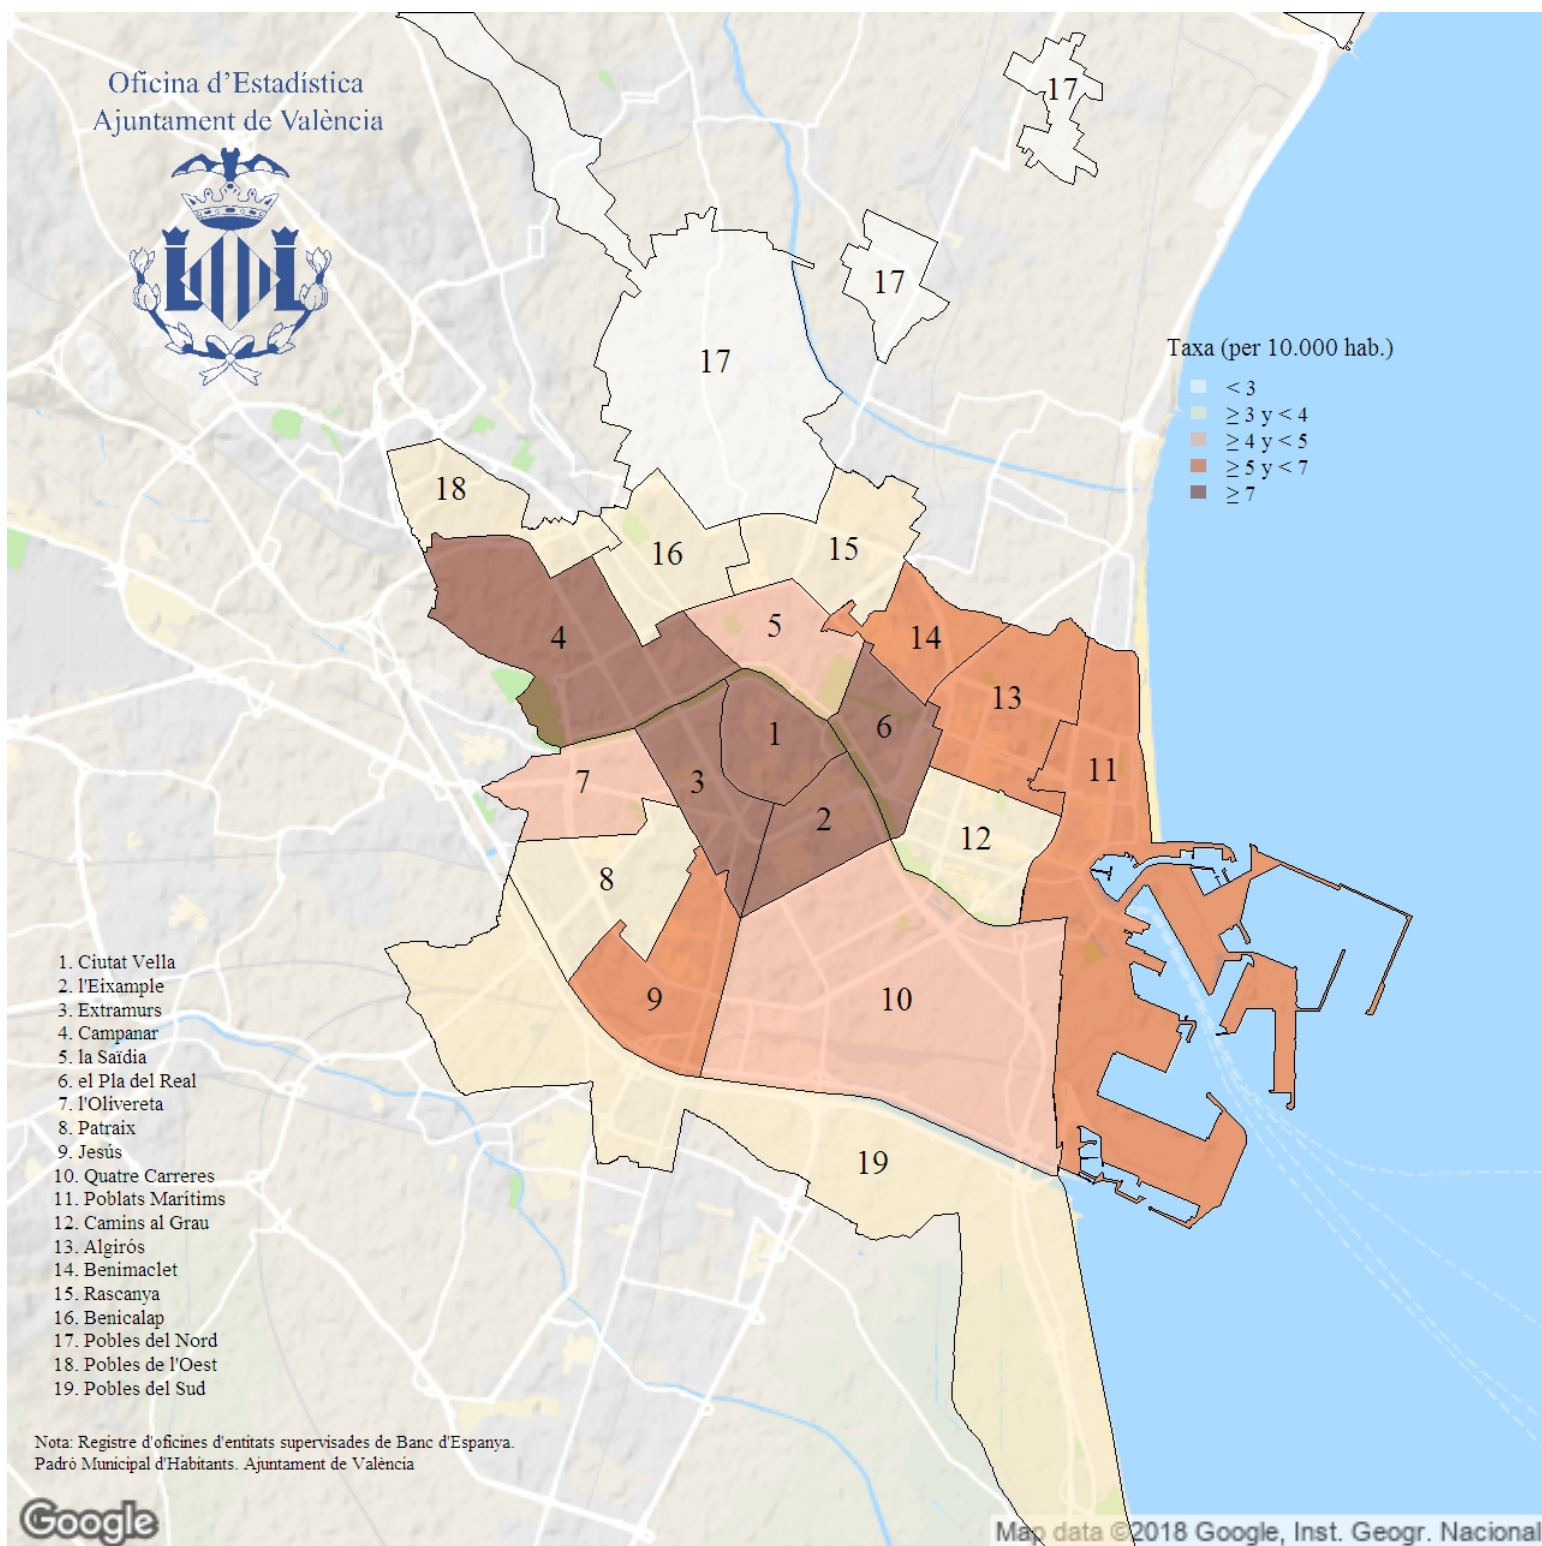 Oficina d'Estadística
Ajuntament de València
17
17
17
Taxa (per 10.000 hab.)
< 3
≥ 3 y < 4
≥ 4 y < 5
≥ 5 y < 7
≥ 7
18
16
15
4
5
14
13
1
6
11
7
3
2
12
8
9
10
19
1. Ciutat Vella
2. l'Eixample
3. Extramurs
4. Campanar
5. la Saïdia
6. el Pla del Real
7. l'Olivereta
8. Patraix
9. Jesús
10. Quatre Carreres
11. Poblats Marítims
12. Camins al Grau
13. Algirós
14. Benimaclet
15. Rascanya
16. Benicalap
17. Pobles del Nord
18. Pobles de l'Oest
19. Pobles del Sud
Nota: Registre d'oficines d'entitats supervisades de Banc d'Espanya.
Padró Municipal d'Habitants. Ajuntament de València
Google
Map data ©2018 Google, Inst. Geogr. Nacional